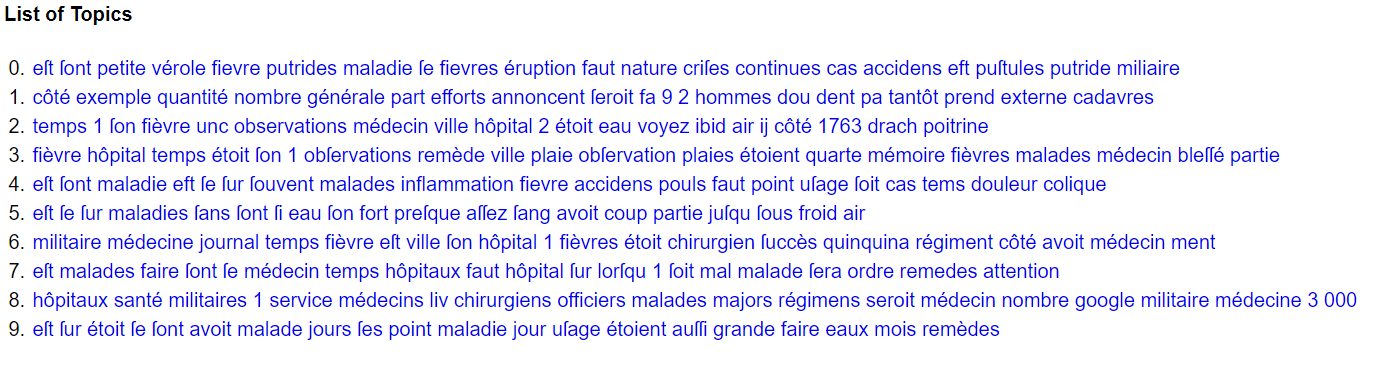 List of Topics
0. eſt ſont petite vérole fievre putrides maladie ſe fievres éruption faut nature criſes continues cas accidens eft puſtules putride miliaire
1. côté exemple quantité nombre générale part efforts annoncent ſeroit fa 9 2 hommes dou dent pa tantôt prend externe cadavres
2. temps 1 ſon fièvre unc observations médecin ville hôpital 2 étoit eau voyez ibid air ij côté 1763 drach poitrine
3. fièvre hôpital temps étoit ſon 1 obſervations remède ville plaie obſervation plaies étoient quarte mémoire fièvres malades médecin bleſſé partie
4. eſt ſont maladie eft ſe ſur ſouvent malades inflammation fievre accidens pouls faut point uſage ſoit cas tems douleur colique
5. eſt ſe ſur maladies ſans ſont ſi eau ſon fort preſque aſſez ſang avoit coup partie juſqu ſous froid air
6. militaire médecine journal temps fièvre eſt ville ſon hôpital 1 fièvres étoit chirurgien ſuccès quinquina régiment côté avoit médecin ment
7. eſt malades faire ſont ſe médecin temps hôpitaux faut hôpital ſur lorſqu 1 ſoit mal malade ſera ordre remedes attention
8. hôpitaux santé militaires 1 service médecins liv chirurgiens officiers malades majors régimens seroit médecin nombre google militaire médecine 3 000
9. eſt ſur étoit ſe ſont avoit malade jours ſes point maladie jour uſage étoient auſſi grande faire eaux mois remèdes